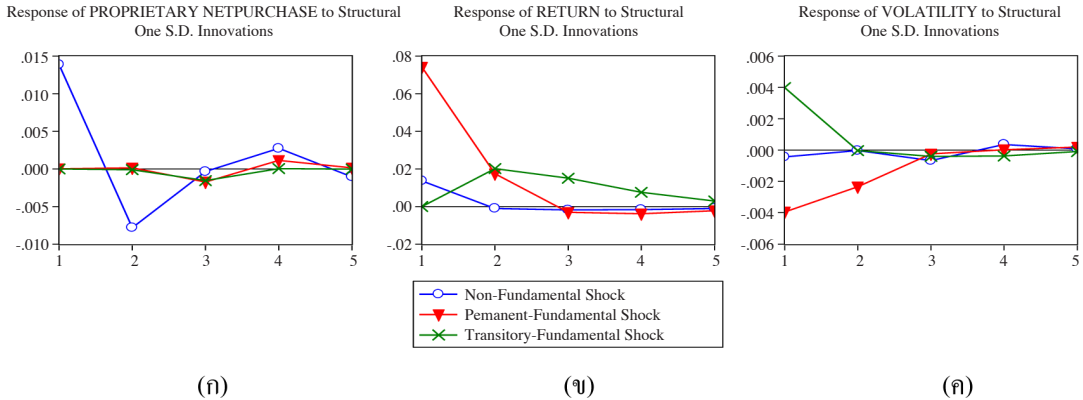 Response of PROPRIETARY NETPURCHASE to Structural
One S.D. Innovations
.015
.010
.005
.000
-.005
-.010
1 2 3 4 5
Response of RETURN to Structural
One S.D. Innovations
.08
.06
.04
.02
.00
-.02
1 2 3 4 5
Response of VOLATILITY to Structural
One S.D. Innovations
.006
.004
.002
.000
-.002
-.004
.006
1 2 3 4 5
Non-Fundamental Shock
Pemanent-Fundamental Shock
Transitory-Fundamental Shock
(ก) (ข) (ค)